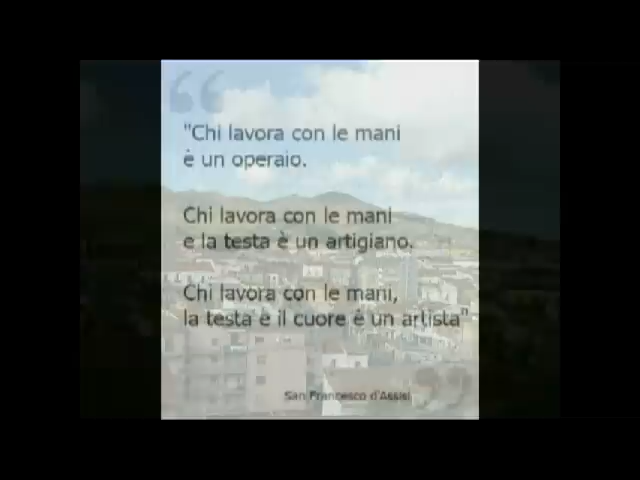 "Chi lavora con le mani
è un operaio.
Chi lavora con le mani
e la testa è un artigiano.
Chi lavora con le mani,
la testa e il cuore è un artista"
San Francesco d'Assisi